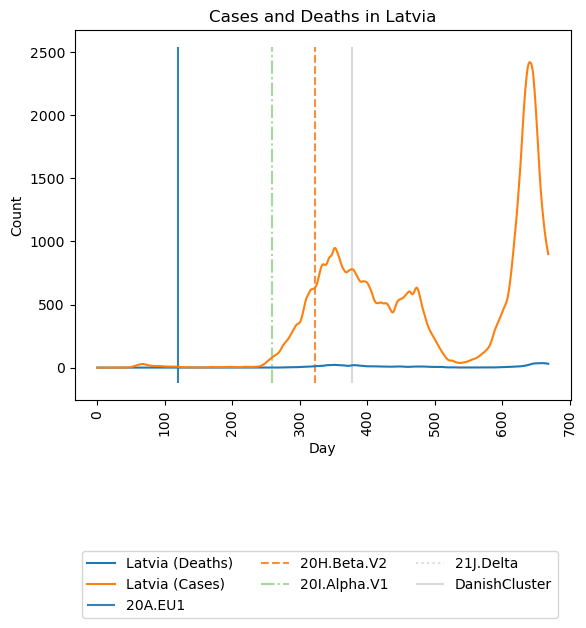 Cases and Deaths in Latvia
Count
2500
2000
1500
1000
500
0
0 100 200 300 400 500 600 700
Day
Latvia (Deaths) 20H.Beta.V2 21J.Delta
Latvia (Cases) 20I.Alpha.V1 DanishCluster
20A.EU1